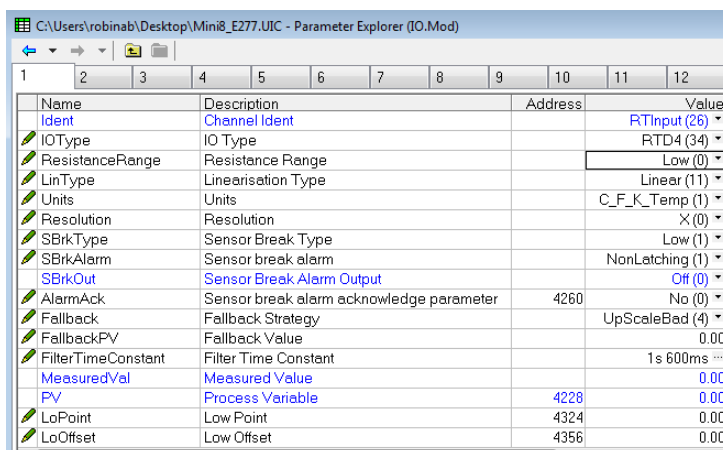 C:\Users\robinab\Desktop\Mini8_E277.UIC - Parameter Explorer (IO.Mod)
1 2 3 4 5 6 7 8 9 10 11 12
Name Description Address Value
Ident Channel Ident RTInput (26)
IOType IO Type RTD4 (34)
ResistanceRange Resistance Range Low (0)
LinType Linearisation Type Linear (11)
Units Units C_F_K_Temp (1)
Resolution Resolution X (0)
SBrkType Sensor Break Type Low (1)
SBrkAlarm Sensor break alarm NonLatching (1)
SBrkOut Sensor Break Alarm Output Off (0)
AlarmAck Sensor break alarm acknowledge parameter 4260 No (0)
Fallback Fallback Strategy UpScaleBad (4)
FallbackPV Fallback Value 0.00
FilterTimeConstant Filter Time Constant 1s 600ms ...
MeasuredVal Measured Value 0.00
PV Process Variable 4228 0.00
LoPoint Low Point 4324 0.00
LoOffset Low Offset 4356 0.00